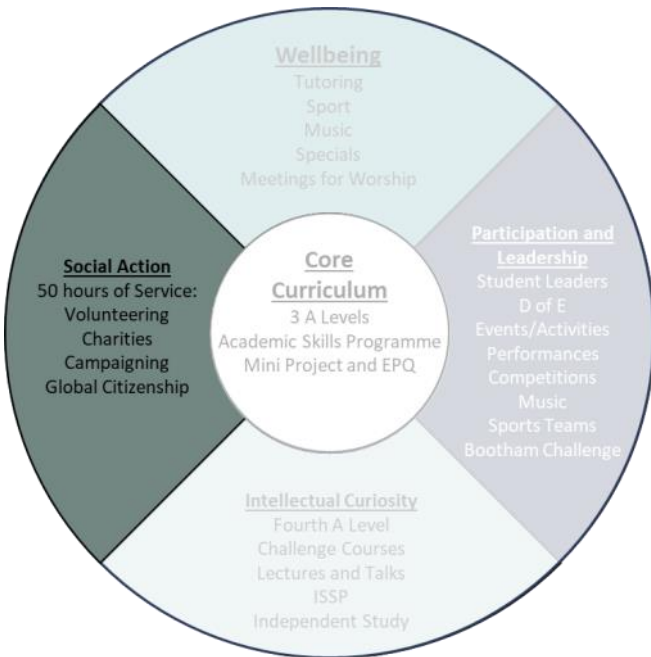 Wellbeing
Tutoring
Sport
Music
Specials
Meetings for Worship
Social Action
50 hours of Service:
Volunteering
Charities
Campaigning
Global Citizenship
Core
Curriculum
3 A Levels
Academic Skills Programme
Mini Project and EPQ
Participation and
Leadership
Student Leaders
D of E
Events/Activities
Performances
Competitions
Music
Sports Teams
Bootham Challenge
Intellectual Curiosity
Fourth A Level
Challenge Courses
Lectures and Talks
ISSP
Independent Study